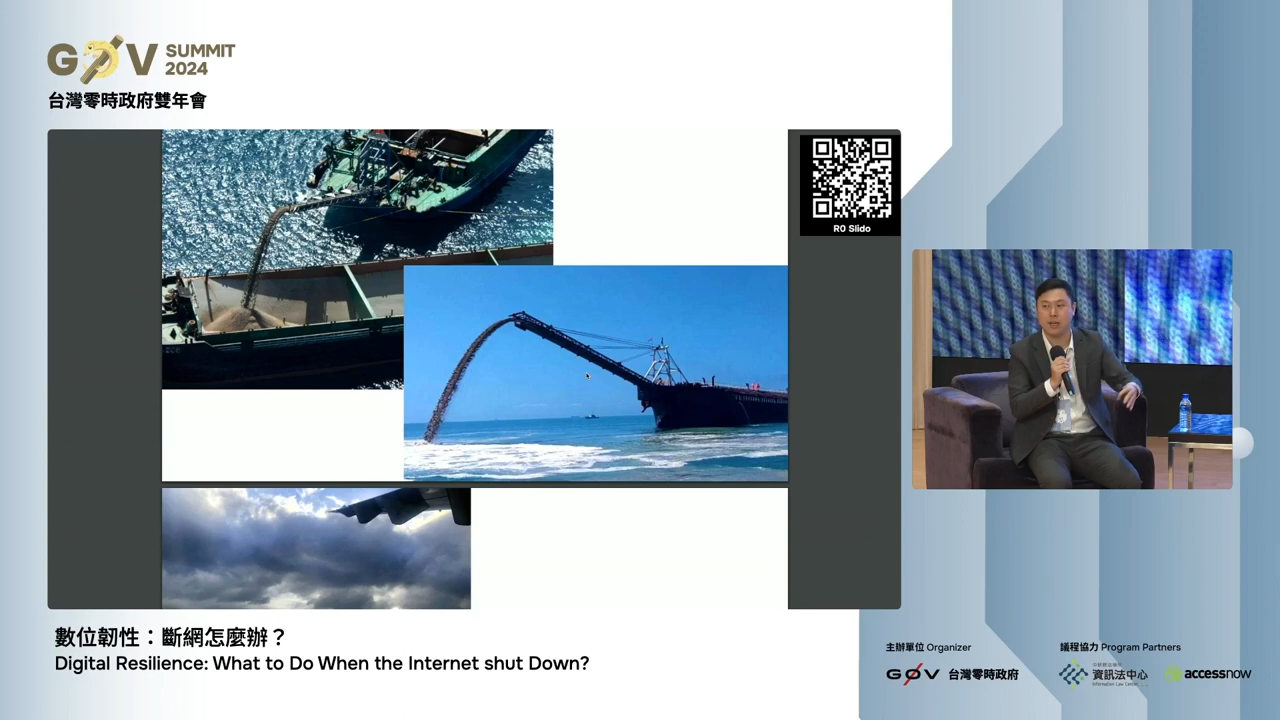 G0V SUMMIT
2024
台灣零時政府雙年會
R0 Slido
數位韌性：斷網怎麼辦？
Digital Resilience: What to Do When the Internet shut Down?
主辦單位 Organizer
G0V 台灣零時政府
議程協力 Program Partners
資訊法中心
Information Law Center
accessnow